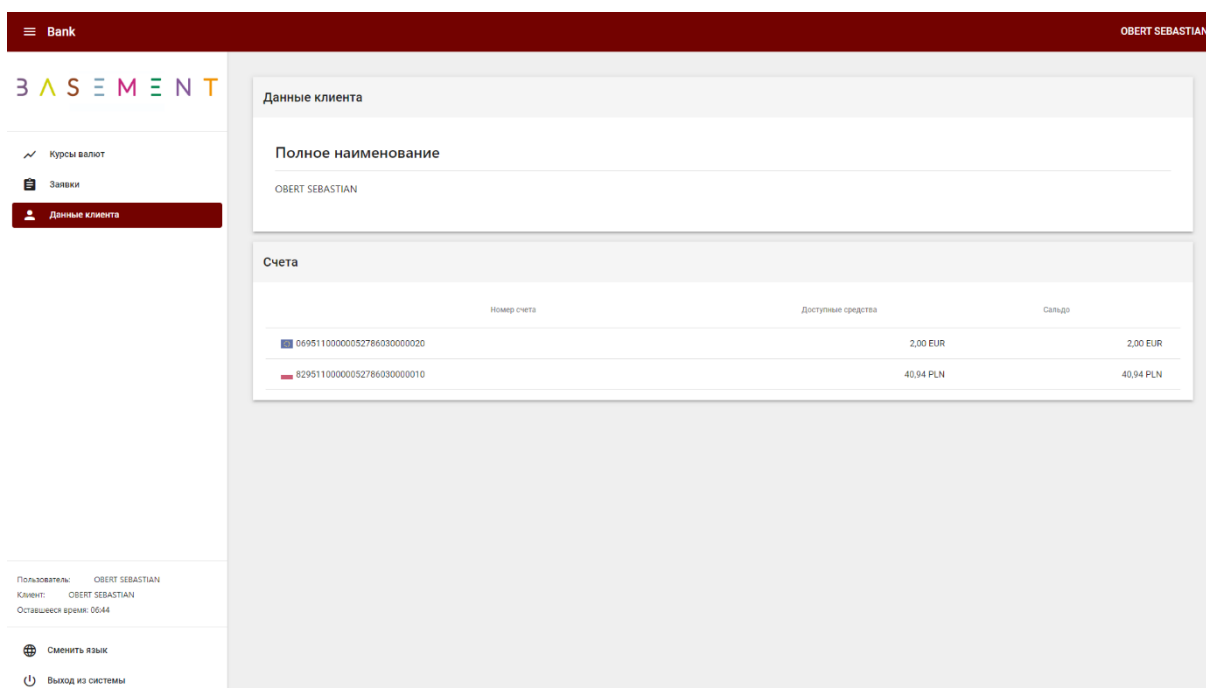 Bank
OBERT SEBASTIAN
BASEMENT
Курсы валют
Заявки
Данные клиента
Данные клиента
Полное наименование
OBERT SEBASTIAN
Счета
Номер счета Доступные средства Сальдо
06951100000052786030000020 2,00 EUR 2,00 EUR
82951100000052786030000010 40,94 PLN 40,94 PLN
Пользователь: OBERT SEBASTIAN
Клиент: OBERT SEBASTIAN
Оставшееся время: 06:44
Сменить язык
Выход из системы